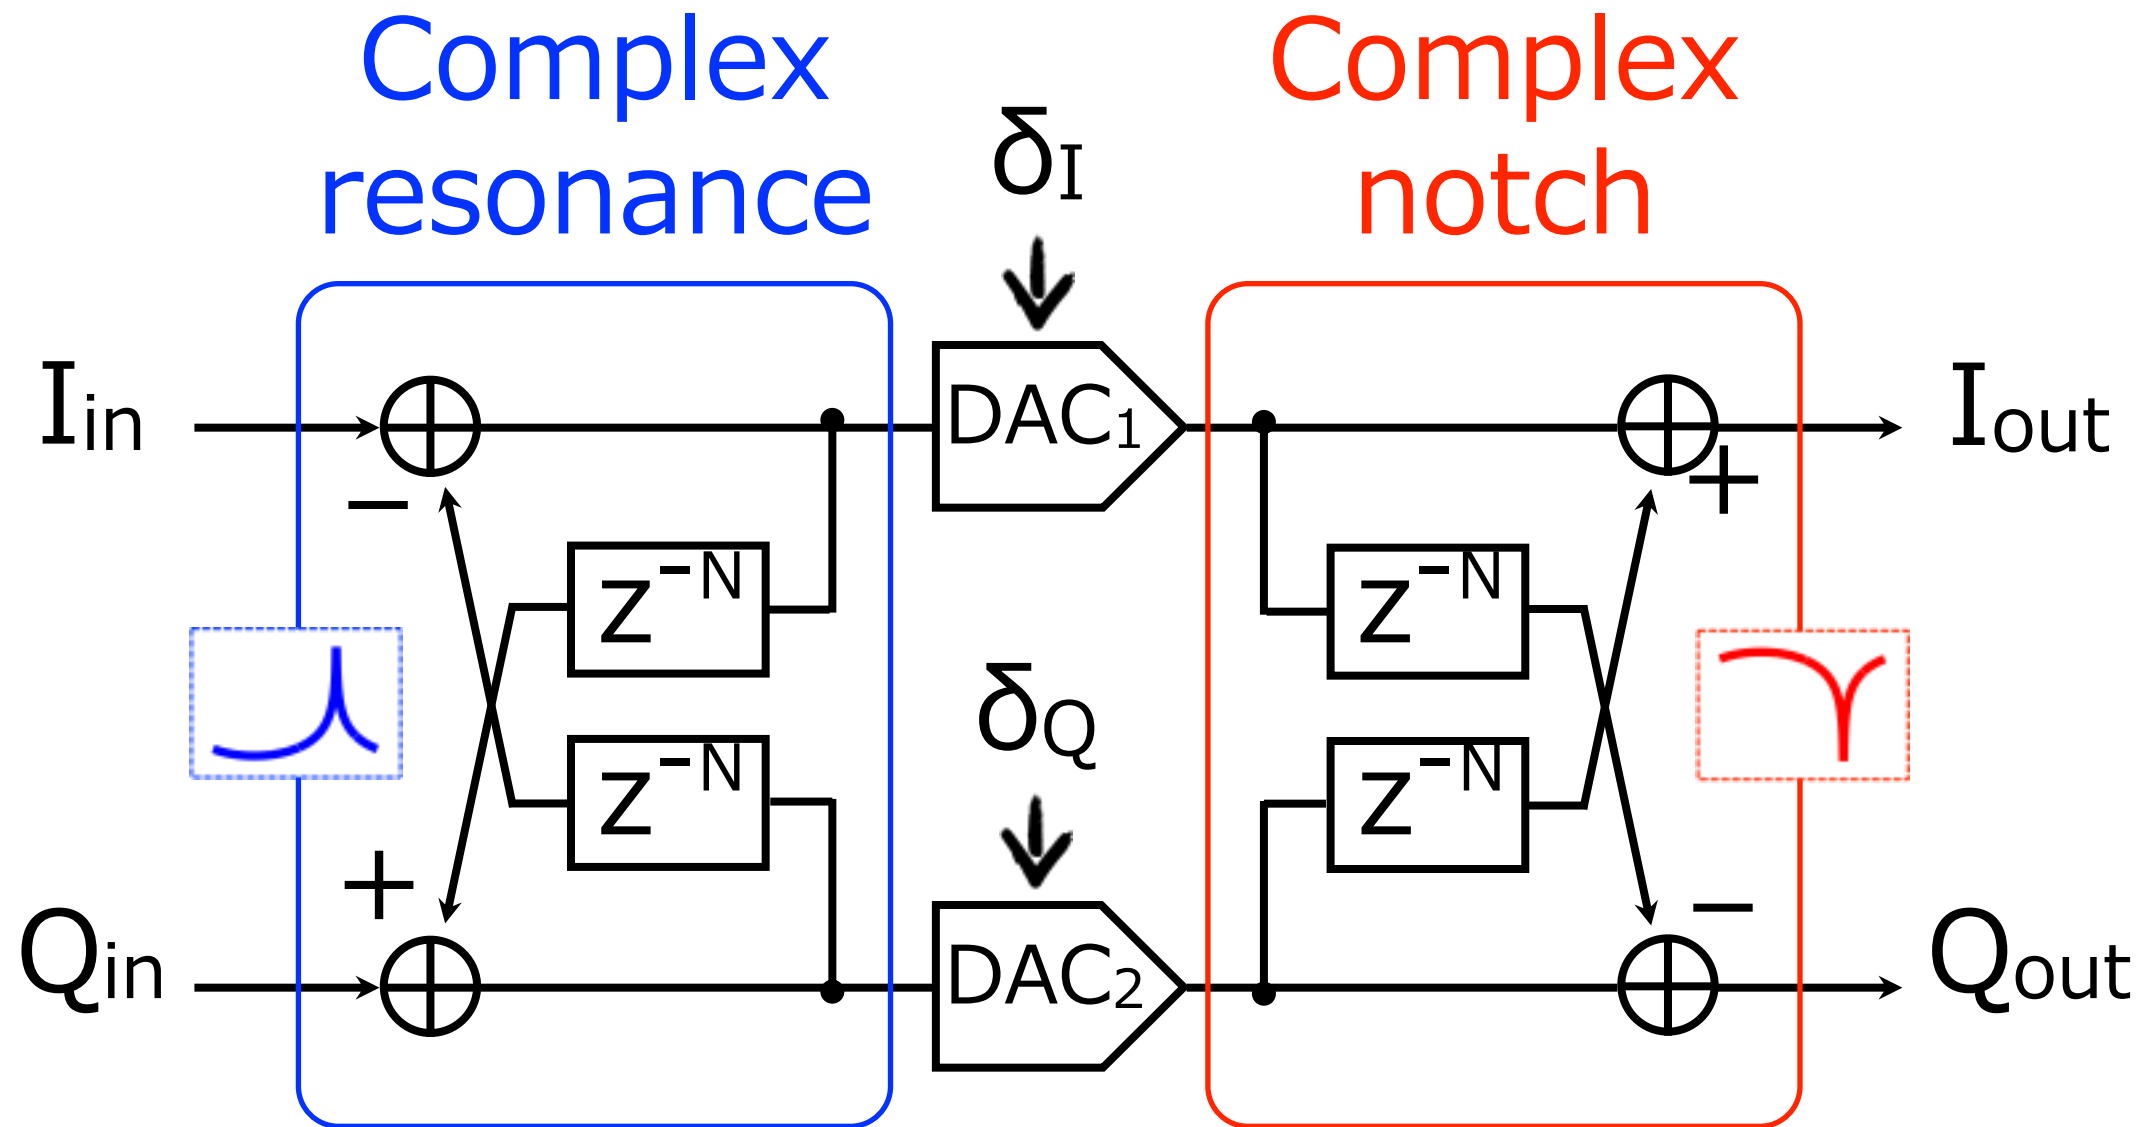 Complex
resonance
Complex
notch
δI
Iin
DAC1
Iout
−
+
z−N
z−N
δQ
z−N
z−N
+
−
Qin
DAC2
Qout